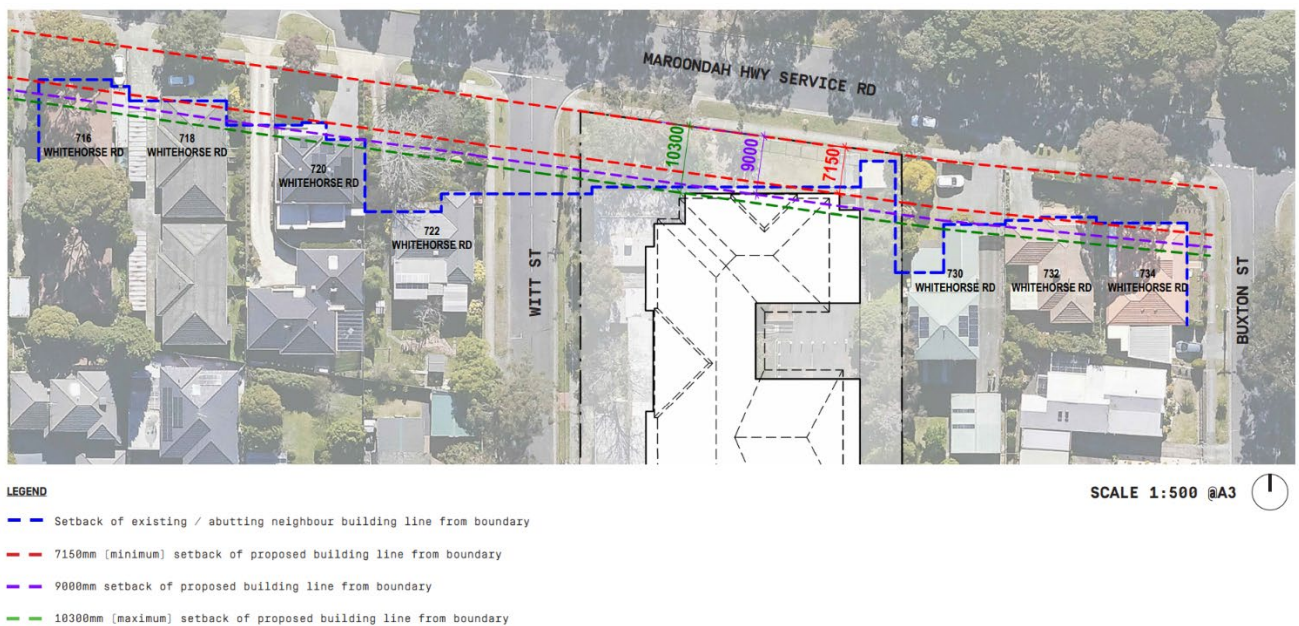 MAROONDAH HWY SERVICE RD
716
WHITEHORSE RD
718
WHITEHORSE RD
720
WHITEHORSE RD
722
WHITEHORSE RD
WITT ST
10300
9000
7150
730
WHITEHORSE RD
732
WHITEHORSE RD
734
WHITEHORSE RD
BUXTON ST
LEGEND
SCALE 1:500 @A3
Setback of existing / abutting neighbour building line from boundary
7150mm [minimum] setback of proposed building line from boundary
9000mm setback of proposed building line from boundary
10300mm [maximum] setback of proposed building line from boundary